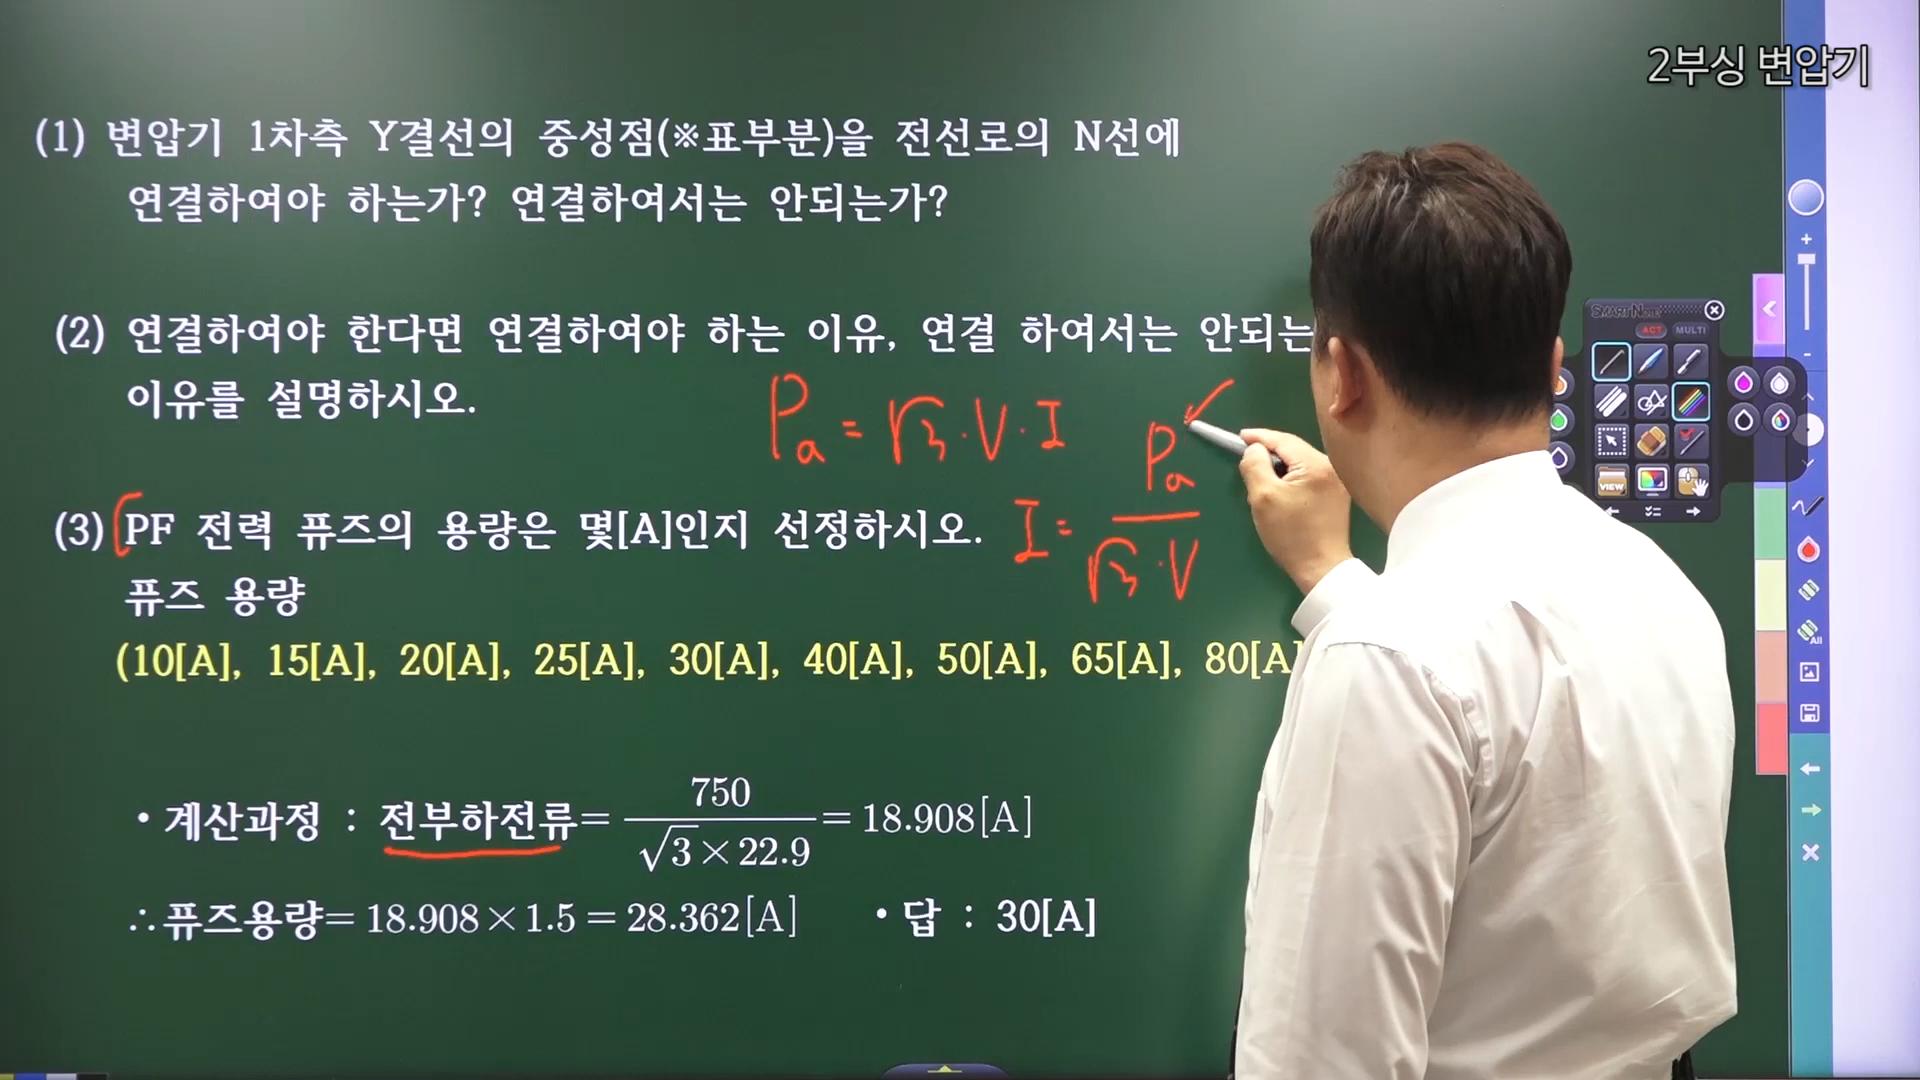 2부싱 변압기
(1) 변압기 1차측 Y결선의 중성점(※표부분)을 전선로의 N선에
연결하여야 하는가? 연결하여서는 안되는가?
(2) 연결하여야 한다면 연결하여야 하는 이유, 연결 하여서는 안되는
이유를 설명하시오.
Pa = √3 · V · I
I = Pa / √3 · V
(3) PF 전력 퓨즈의 용량은 몇[A]인지 선정하시오.
퓨즈 용량
(10[A], 15[A], 20[A], 25[A], 30[A], 40[A], 50[A], 65[A], 80[A]
• 계산과정 : 전부하전류= 750 / √3×22.9 = 18.908[A]
∴퓨즈용량= 18.908×1.5 = 28.362[A] • 답 : 30[A]
SMART NOTE
ACT MULTI
VIEW
All